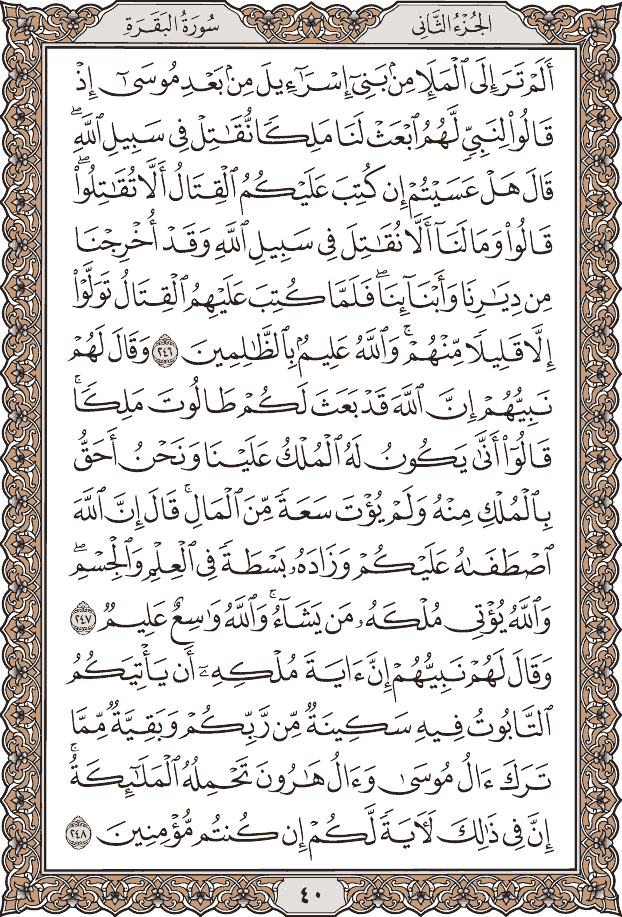 الجُزْءُ الثَّانِي
سُورَةُ البَقَرَةِ
أَلَمۡ تَرَ إِلَى ٱلۡمَلَإِ مِنۢ بَنِيٓ إِسۡرَٰٓءِيلَ مِنۢ بَعۡدِ مُوسَىٰٓ إِذۡ
قَالُواْ لِنَبِيّٖ لَّهُمُ ٱبۡعَثۡ لَنَا مَلِكٗا نُّقَٰتِلۡ فِي سَبِيلِ ٱللَّهِۖ
قَالَ هَلۡ عَسَيۡتُمۡ إِن كُتِبَ عَلَيۡكُمُ ٱلۡقِتَالُ أَلَّا تُقَٰتِلُواْۖ
قَالُواْ وَمَا لَنَآ أَلَّا نُقَٰتِلَ فِي سَبِيلِ ٱللَّهِ وَقَدۡ أُخۡرِجۡنَا
مِن دِيَٰرِنَا وَأَبۡنَآئِنَاۖ فَلَمَّا كُتِبَ عَلَيۡهِمُ ٱلۡقِتَالُ تَوَلَّوۡاْ
إِلَّا قَلِيلٗا مِّنۡهُمۡۚ وَٱللَّهُ عَلِيمُۢ بِٱلظَّٰلِمِينَ ٢٤٦ وَقَالَ لَهُمۡ
نَبِيُّهُمۡ إِنَّ ٱللَّهَ قَدۡ بَعَثَ لَكُمۡ طَالُوتَ مَلِكٗاۚ
قَالُوٓاْ أَنَّىٰ يَكُونُ لَهُ ٱلۡمُلۡكُ عَلَيۡنَا وَنَحۡنُ أَحَقُّ
بِٱلۡمُلۡكِ مِنۡهُ وَلَمۡ يُؤۡتَ سَعَةٗ مِّنَ ٱلۡمَالِۚ قَالَ إِنَّ ٱللَّهَ
ٱصۡطَفَىٰهُ عَلَيۡكُمۡ وَزَادَهُۥ بَسۡطَةٗ فِي ٱلۡعِلۡمِ وَٱلۡجِسۡمِۖ
وَٱللَّهُ يُؤۡتِي مُلۡكَهُۥ مَن يَشَآءُۚ وَٱللَّهُ وَٰسِعٌ عَلِيمٞ ٢٤٧
وَقَالَ لَهُمۡ نَبِيُّهُمۡ إِنَّ ءَايَةَ مُلۡكِهِۦٓ أَن يَأۡتِيَكُمُ
ٱلتَّابُوتُ فِيهِ سَكِينَةٞ مِّن رَّبِّكُمۡ وَبَقِيَّةٞ مِّمَّا
تَرَكَ ءَالُ مُوسَىٰ وَءَالُ هَٰرُونَ تَحۡمِلُهُ ٱلۡمَلَٰٓئِكَةُۚ
إِنَّ فِي ذَٰلِكَ لَأٓيَةٗ لَّكُمۡ إِن كُنتُم مُّؤۡمِنِينَ ٢٤٨
٤٠